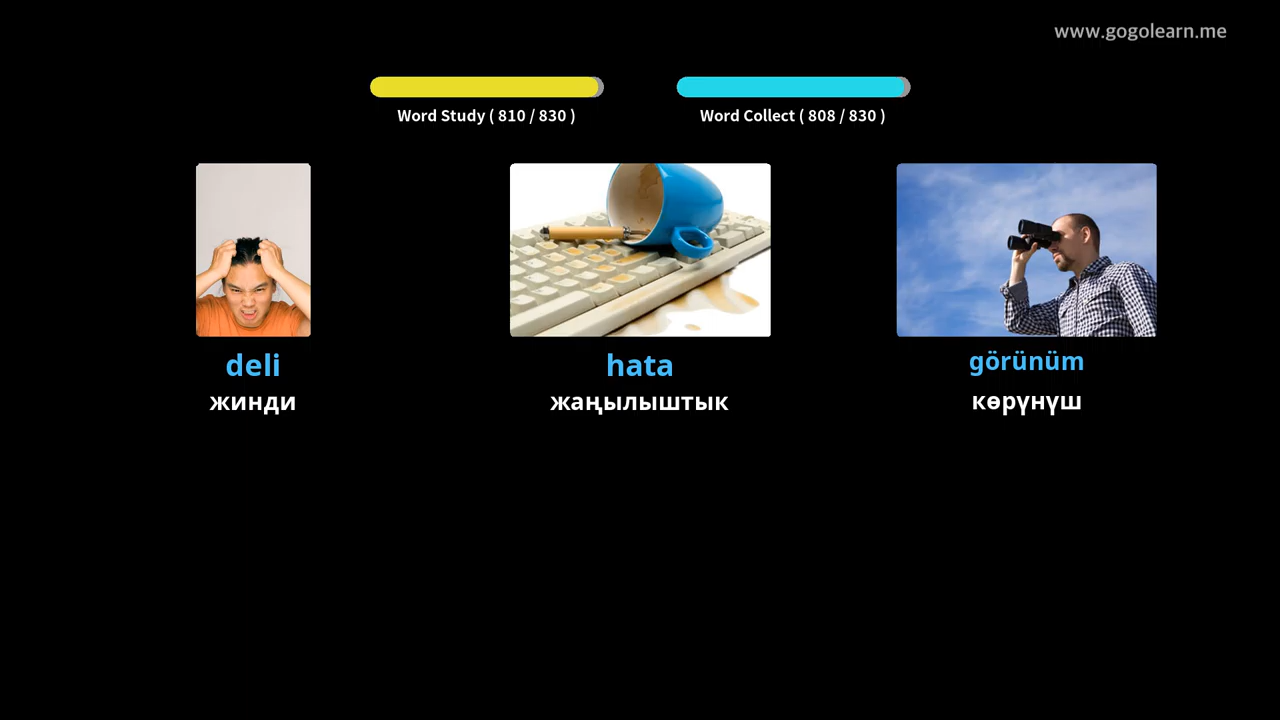 www.gogolearn.me
Word Study ( 810 / 830 )
Word Collect ( 808 / 830 )
deli
жинди
hata
жаңылыштык
görünüm
көрүнүш